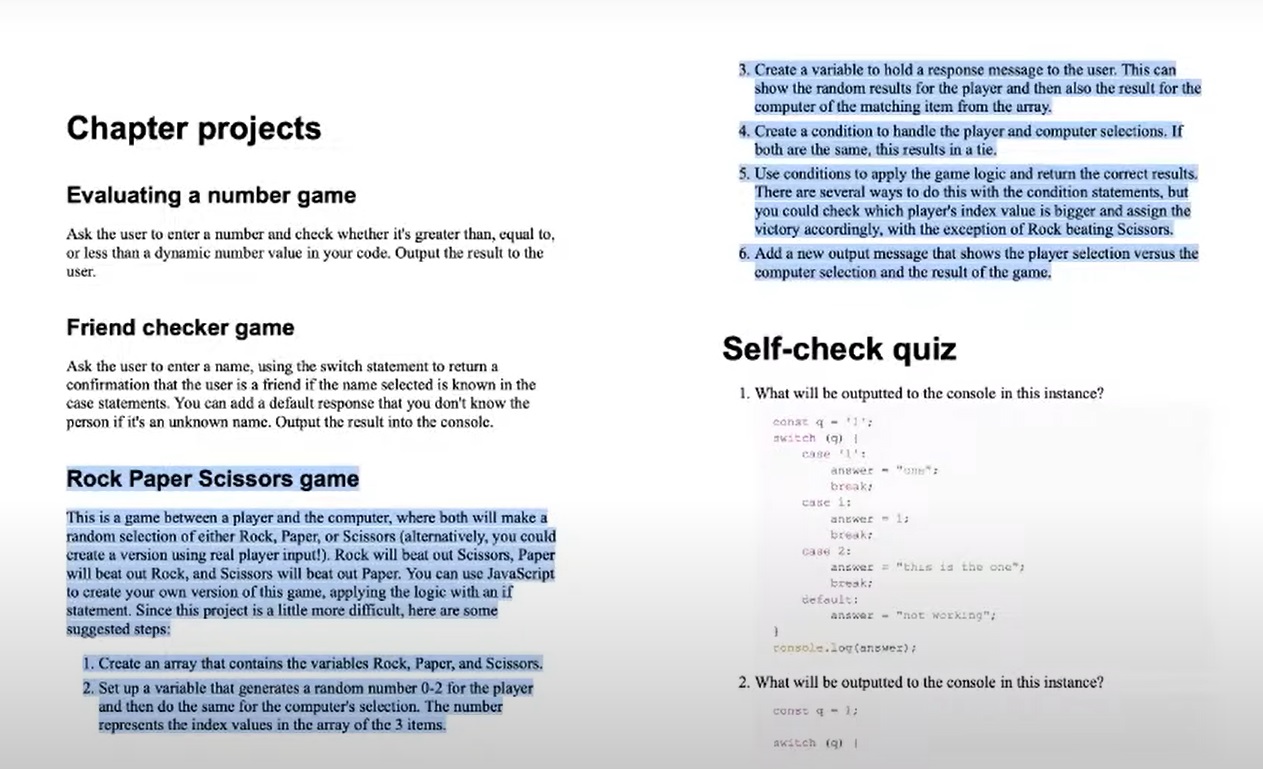 Chapter projects
Evaluating a number game
Ask the user to enter a number and check whether it's greater than, equal to,
or less than a dynamic number value in your code. Output the result to the
user.
Friend checker game
Ask the user to enter a name, using the switch statement to return a
confirmation that the user is a friend if the name selected is known in the
case statements. You can add a default response that you don't know the
person if it's an unknown name. Output the result into the console.
Rock Paper Scissors game
This is a game between a player and the computer, where both will make a
random selection of either Rock, Paper, or Scissors (alternatively, you could
create a version using real player input!). Rock will beat out Scissors, Paper
will beat out Rock, and Scissors will beat out Paper. You can use JavaScript
to create your own version of this game, applying the logic with an if
statement. Since this project is a little more difficult, here are some
suggested steps:
1. Create an array that contains the variables Rock, Paper, and Scissors.
2. Set up a variable that generates a random number 0-2 for the player
and then do the same for the computer's selection. The number
represents the index values in the array of the 3 items.
3. Create a variable to hold a response message to the user. This can
show the random results for the player and then also the result for the
computer of the matching item from the array.
4. Create a condition to handle the player and computer selections. If
both are the same, this results in a tie.
5. Use conditions to apply the game logic and return the correct results.
There are several ways to do this with the condition statements, but
you could check which player's index value is bigger and assign the
victory accordingly, with the exception of Rock beating Scissors.
6. Add a new output message that shows the player selection versus the
computer selection and the result of the game.
Self-check quiz
1. What will be outputted to the console in this instance?
const q = '1';
switch (q) {
case '1':
answer = "one";
break;
case 1:
answer = 1;
break;
case 2:
answer = "this is the one";
break;
default:
answer = "not working";
}
console.log(answer);
2. What will be outputted to the console in this instance?
const q = 1;
switch (q) {